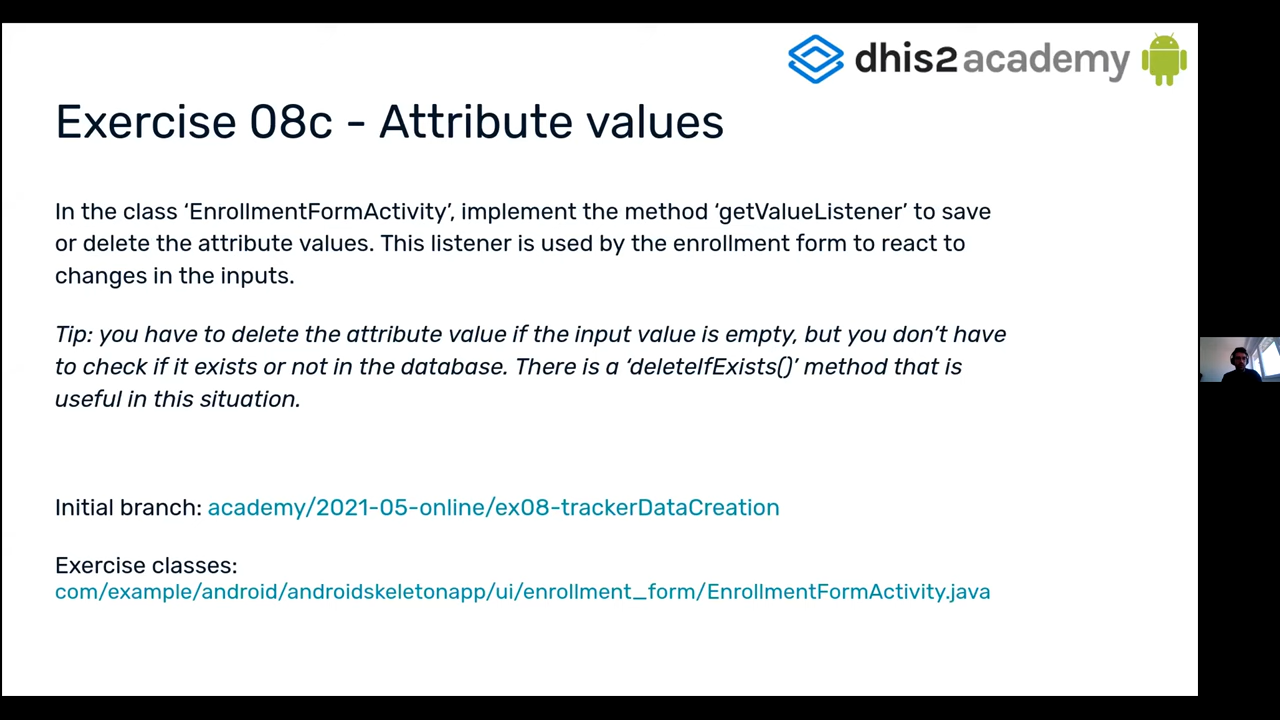 dhis2 academy
Exercise 08c - Attribute values
In the class ‘EnrollmentFormActivity’, implement the method ‘getValueListener’ to save
or delete the attribute values. This listener is used by the enrollment form to react to
changes in the inputs.
Tip: you have to delete the attribute value if the input value is empty, but you don’t have
to check if it exists or not in the database. There is a ‘deleteIfExists()’ method that is
useful in this situation.
Initial branch: academy/2021-05-online/ex08-trackerDataCreation
Exercise classes:
com/example/android/androidskeletonapp/ui/enrollment_form/EnrollmentFormActivity.java